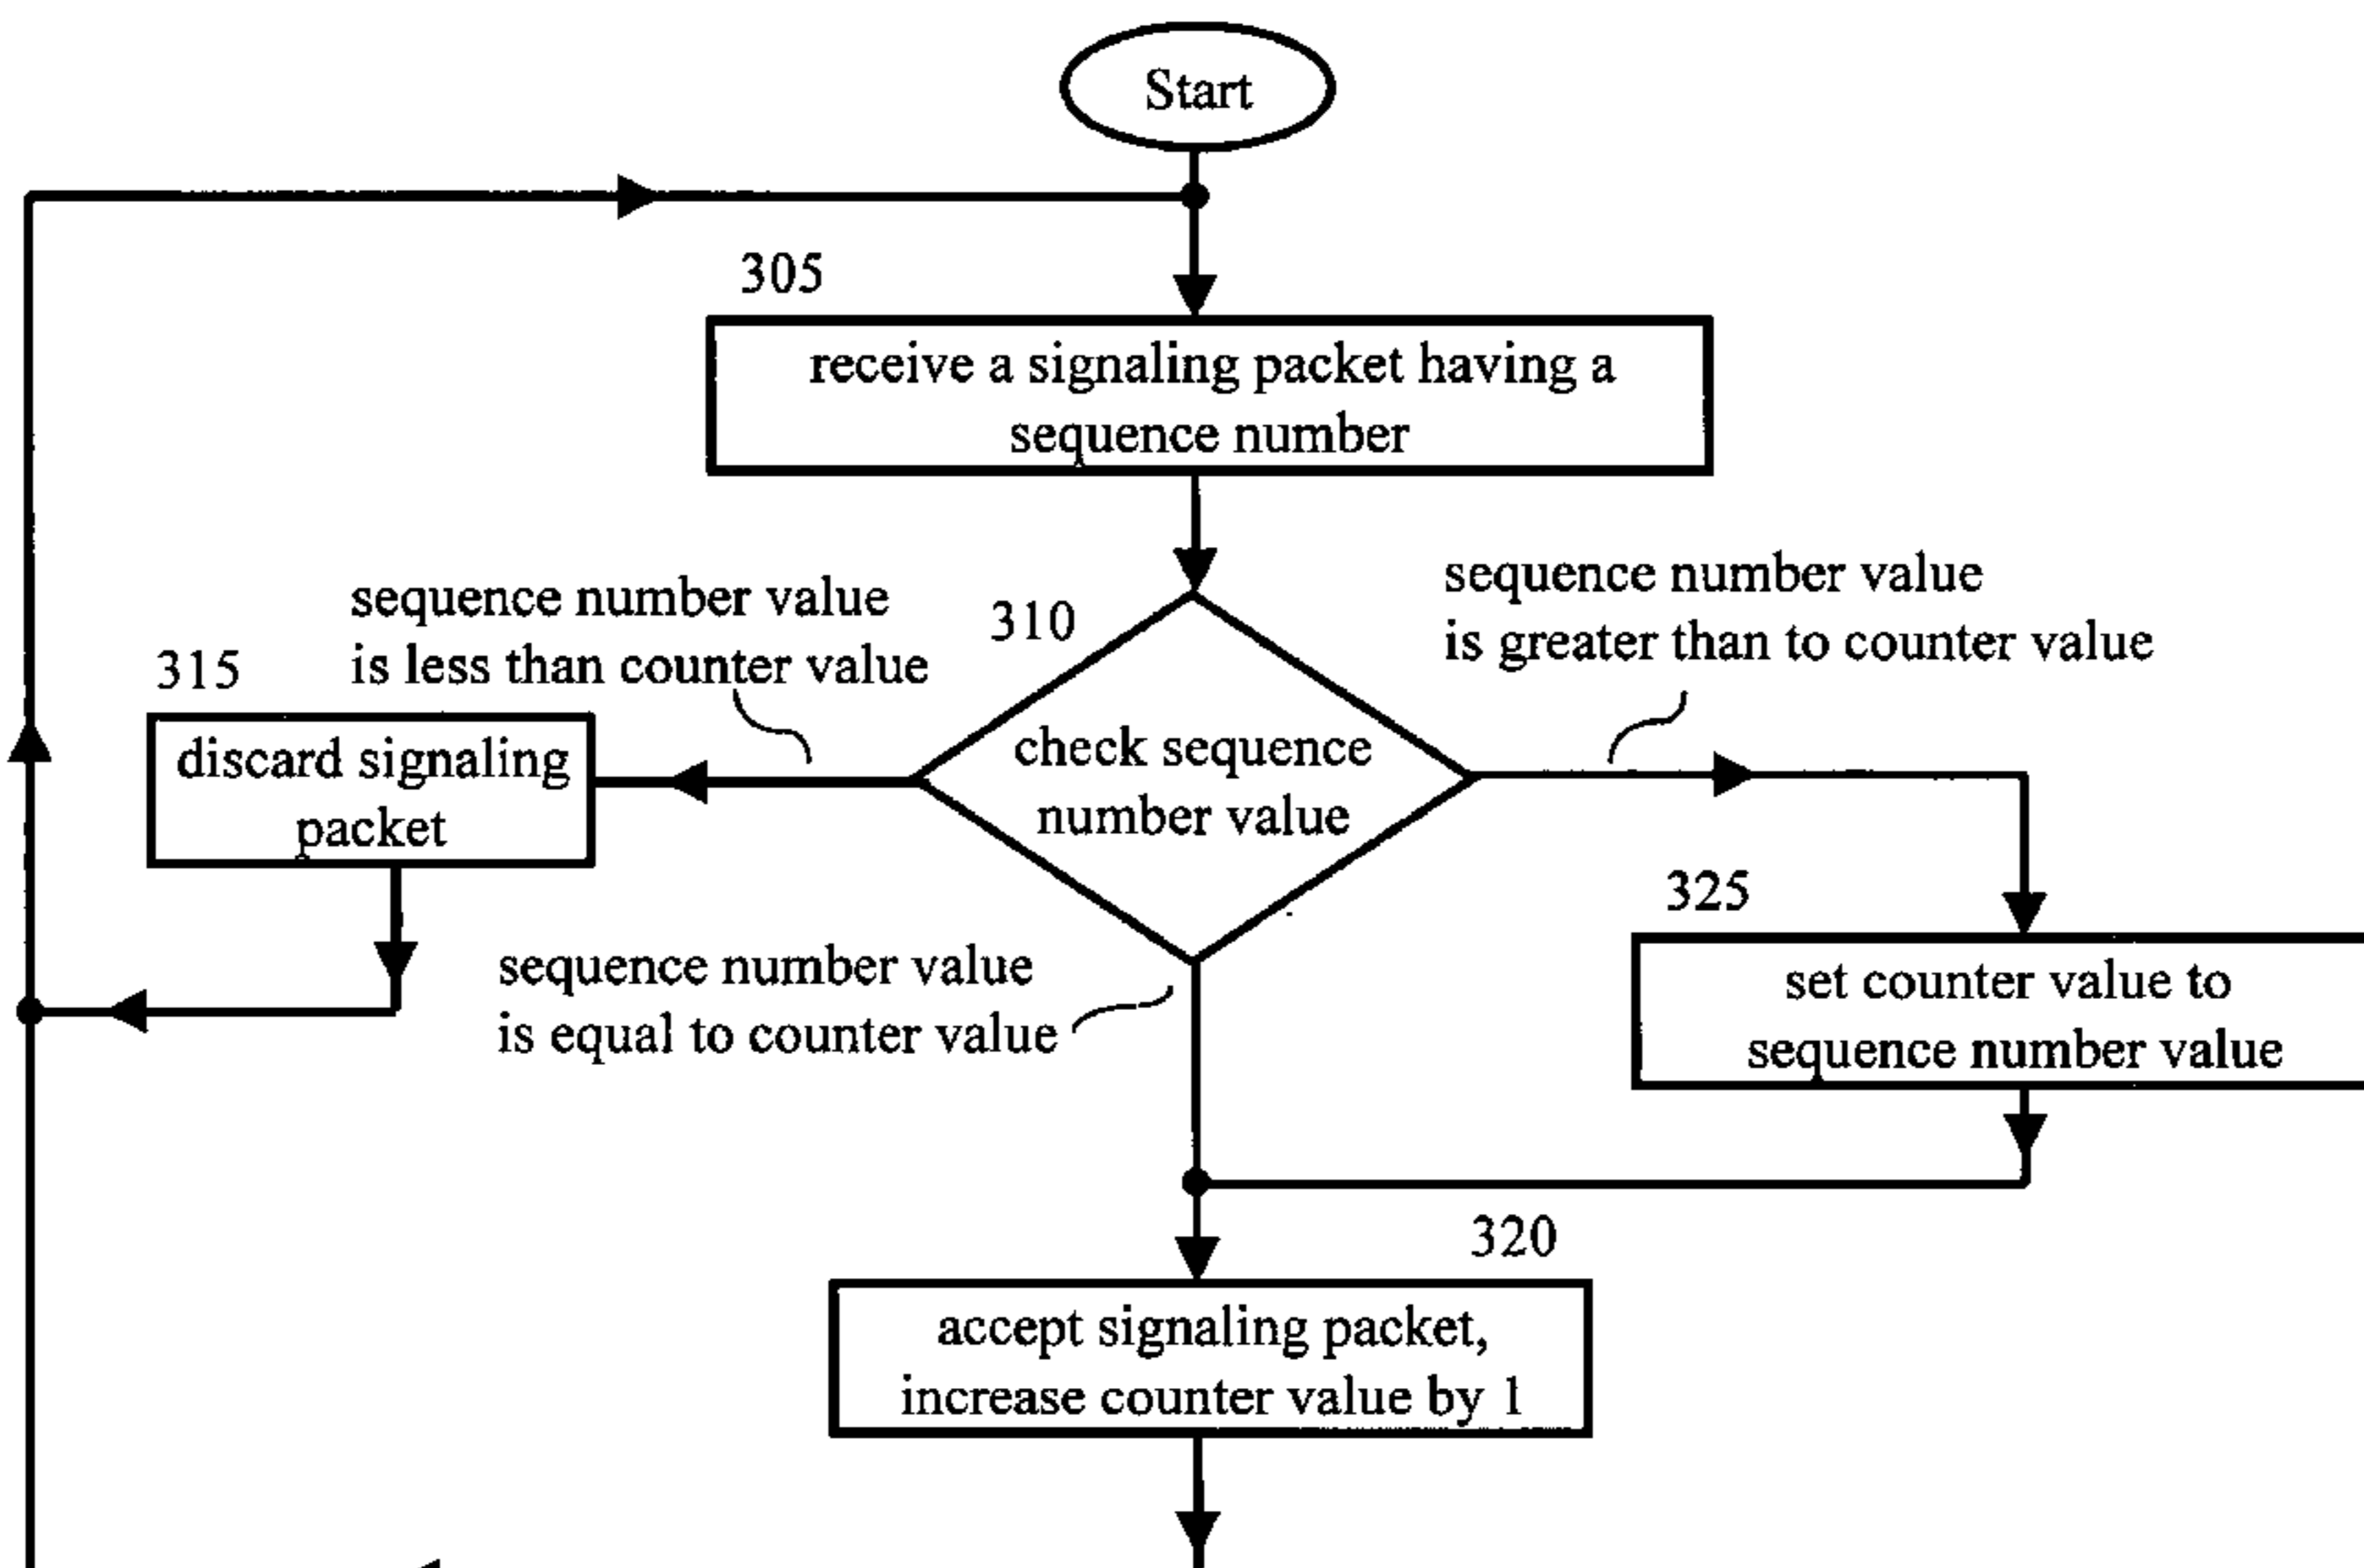 Start
305
receive a signaling packet having a
sequence number
310
sequence number value
is less than counter value
sequence number value
is greater than to counter value
315
discard signaling
packet
check sequence
number value
325
set counter value to
sequence number value
sequence number value
is equal to counter value
320
accept signaling packet,
increase counter value by 1